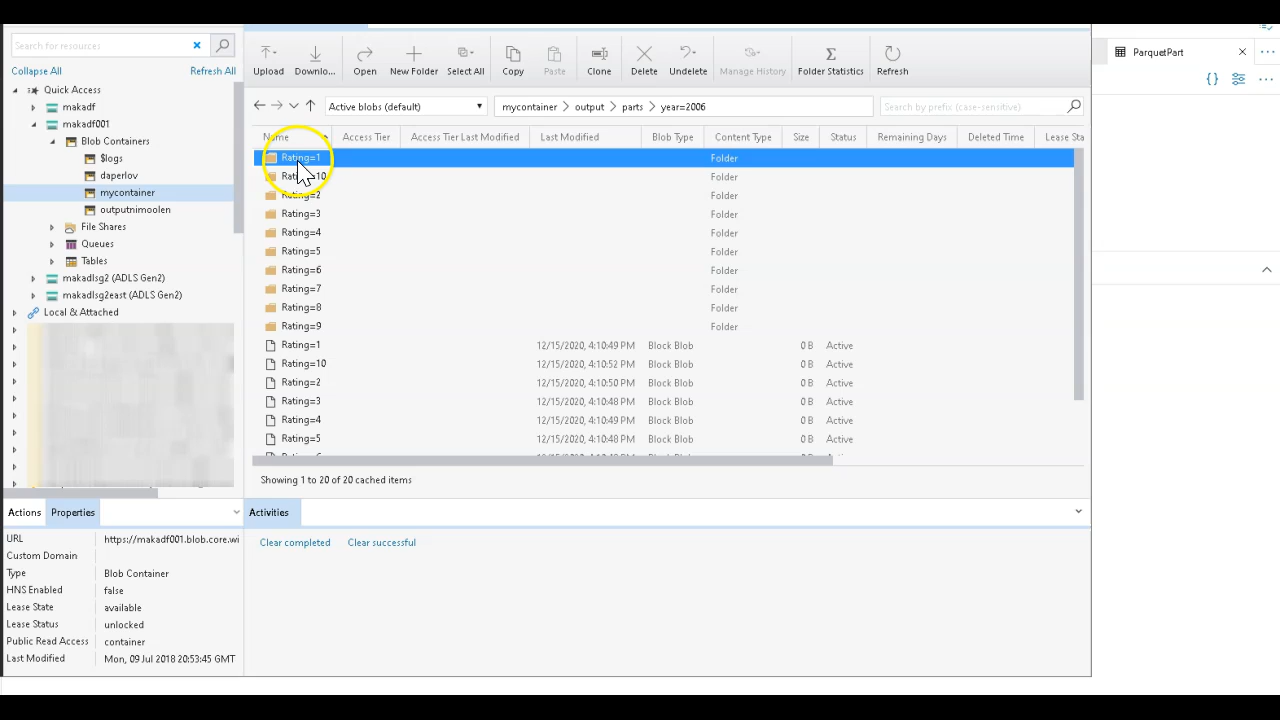 Search for resources
Collapse All
Refresh All
Quick Access
makadf
makadf001
Blob Containers
$logs
daperlov
mycontainer
outputnimoolen
File Shares
Queues
Tables
makadlsg2 (ADLS Gen2)
makadlsg2east (ADLS Gen2)
Local & Attached
Actions
Properties
URL https://makadf001.blob.core.wi
Custom Domain
Type Blob Container
HNS Enabled false
Lease State available
Lease Status unlocked
Public Read Access container
Last Modified Mon, 09 Jul 2018 20:53:45 GMT
Upload
Downlo...
Open
New Folder
Select All
Copy
Paste
Clone
Delete
Undelete
Manage History
Folder Statistics
Refresh
Active blobs (default)
mycontainer > output > parts > year=2006
Search by prefix (case-sensitive)
Name Access Tier Access Tier Last Modified Last Modified Blob Type Content Type Size Status Remaining Days Deleted Time Lease Sta
Rating=1 Folder
Rating=10 Folder
Rating=2 Folder
Rating=3 Folder
Rating=4 Folder
Rating=5 Folder
Rating=6 Folder
Rating=7 Folder
Rating=8 Folder
Rating=9 Folder
Rating=1 12/15/2020, 4:10:49 PM Block Blob 0 B Active
Rating=10 12/15/2020, 4:10:52 PM Block Blob 0 B Active
Rating=2 12/15/2020, 4:10:50 PM Block Blob 0 B Active
Rating=3 12/15/2020, 4:10:48 PM Block Blob 0 B Active
Rating=4 12/15/2020, 4:10:49 PM Block Blob 0 B Active
Rating=5 12/15/2020, 4:10:48 PM Block Blob 0 B Active
Showing 1 to 20 of 20 cached items
Activities
Clear completed
Clear successful
ParquetPart